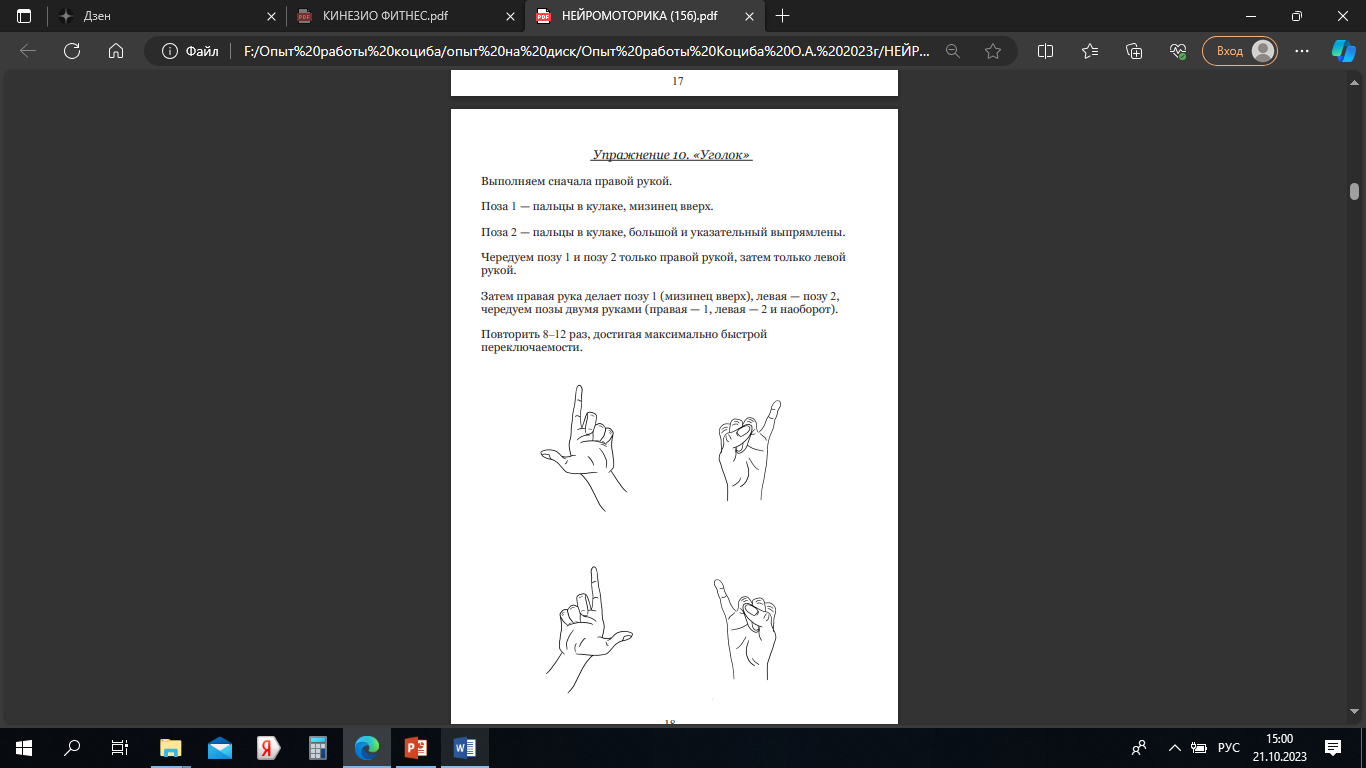 Дзен
КИНЕЗИО ФИТНЕС.pdf
НЕЙРОМОТОРИКА (156).pdf
Файл
F:/Опыт%20работы%20коциба/опыт%20на%20диск/Опыт%20работы%20Коциба%20О.А.%202023г/НЕЙР...
Вход
17
Упражнение 10. «Уголок»
Выполняем сначала правой рукой.
Поза 1 — пальцы в кулаке, мизинец вверх.
Поза 2 — пальцы в кулаке, большой и указательный выпрямлены.
Чередуем позу 1 и позу 2 только правой рукой, затем только левой
рукой.
Затем правая рука делает позу 1 (мизинец вверх), левая — позу 2,
чередуем позы двумя руками (правая — 1, левая — 2 и наоборот).
Повторить 8–12 раз, достигая максимально быстрой
переключаемости.
18
РУС
15:00
21.10.2023